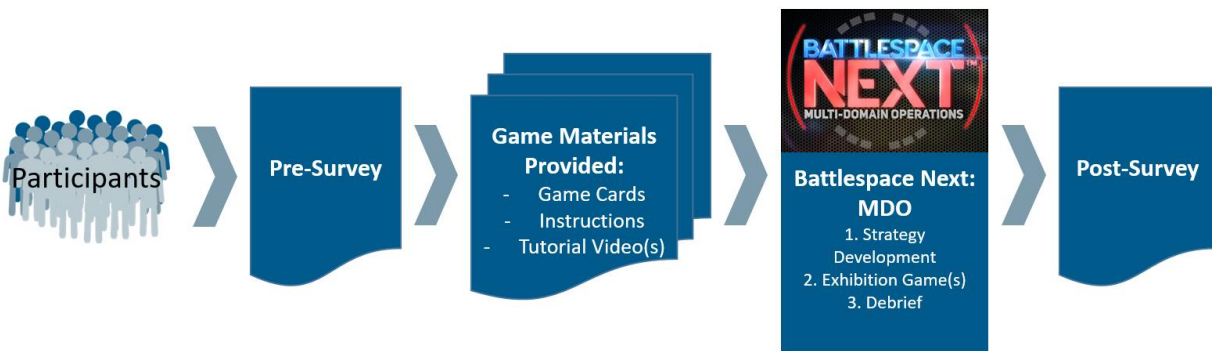 Participants
Pre-Survey
Game Materials
Provided:
- Game Cards
- Instructions
- Tutorial Video(s)
BATTLESPACE
NEXT™
MULTI-DOMAIN OPERATIONS
Battlespace Next:
MDO
1. Strategy
Development
2. Exhibition Game(s)
3. Debrief
Post-Survey